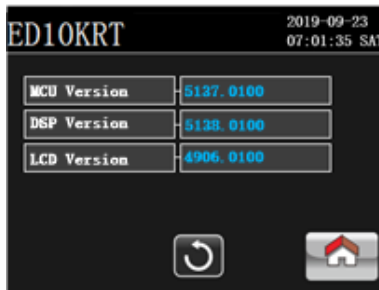 ED10KRT
2019-09-23
07:01:35 SAT
MCU Version 5137.0100
DSP Version 5138.0100
LCD Version 4906.0100